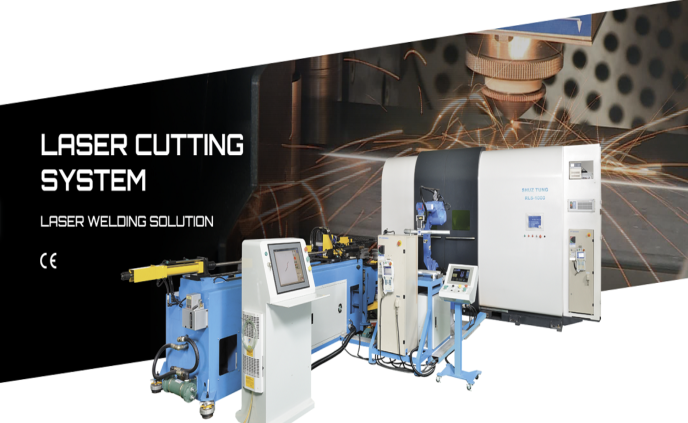 LASER CUTTING
SYSTEM
LASER WELDING SOLUTION
CE